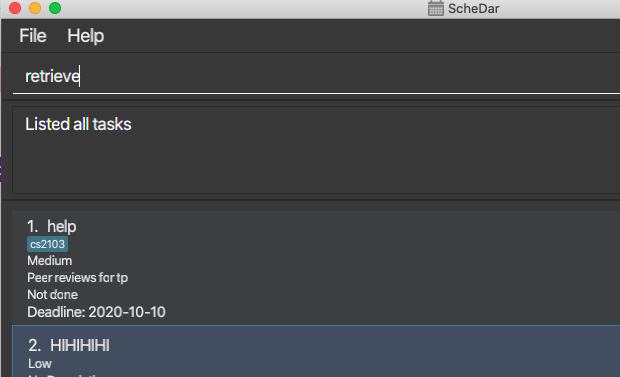 ScheDar
File Help
retrieve
Listed all tasks
1. help
cs2103
Medium
Peer reviews for tp
Not done
Deadline: 2020-10-10
2. HIHIHIHI
Low